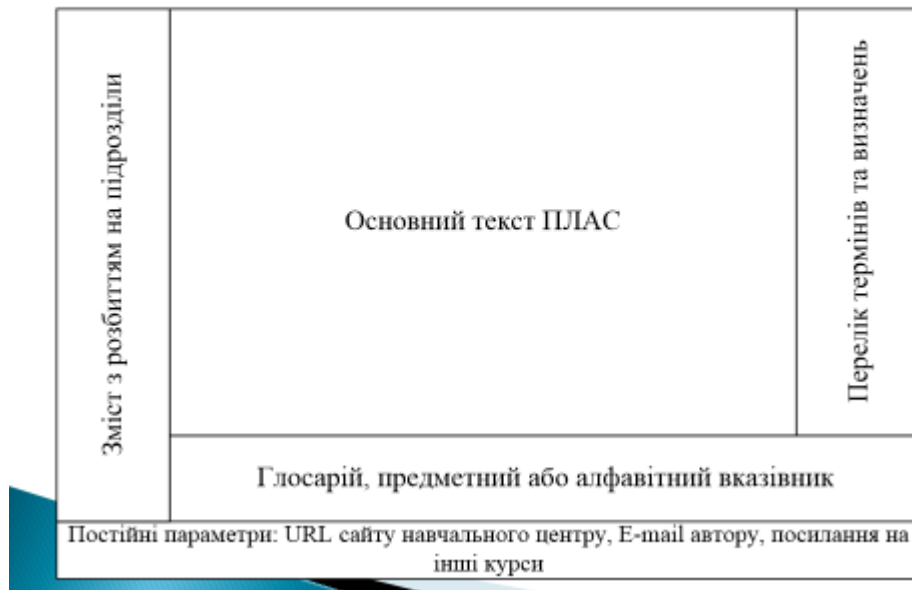 Зміст з розбиттям на підрозділи
Основний текст ПЛАС
Перелік термінів та визначень
Глосарій, предметний або алфавітний вказівник
Постійні параметри: URL сайту навчального центру, E-mail автору, посилання на
інші курси